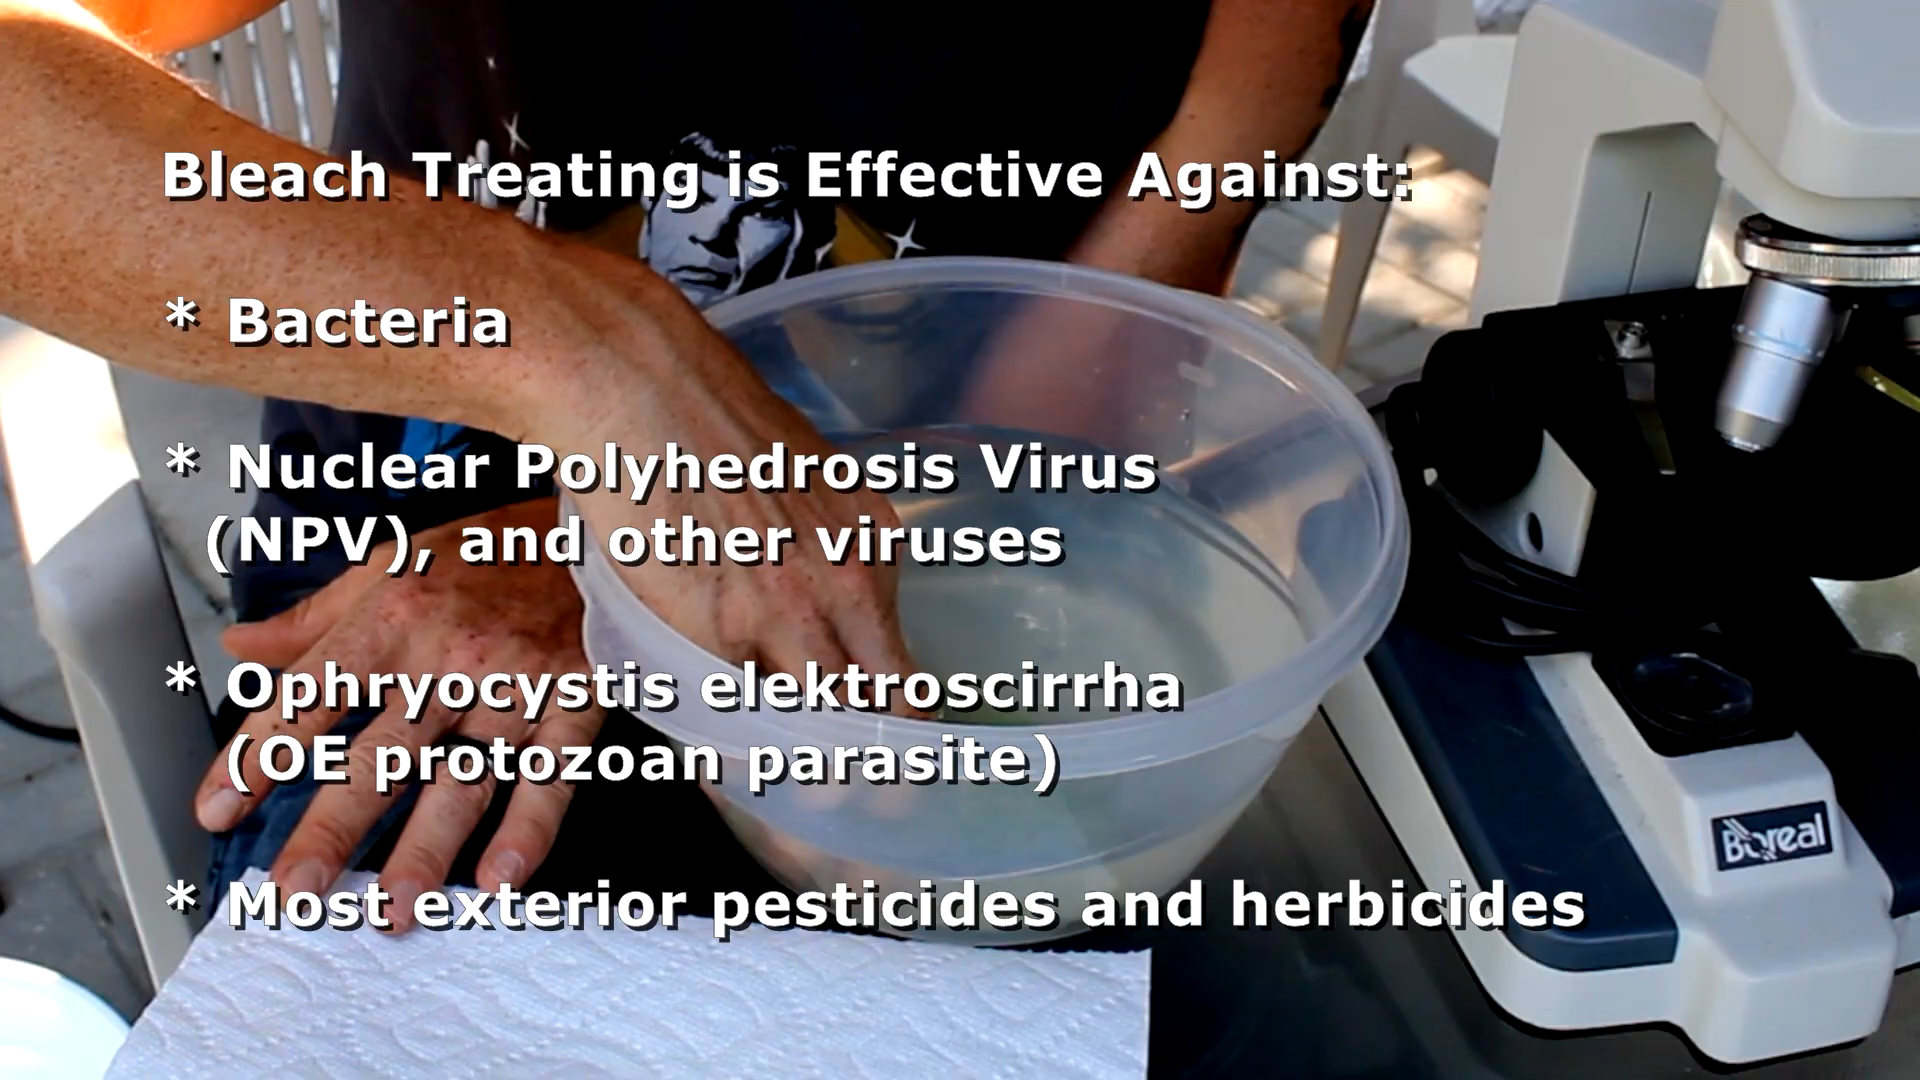 Bleach Treating is Effective Against:
* Bacteria
* Nuclear Polyhedrosis Virus
(NPV), and other viruses
* Ophryocystis elektroscirrha
(OE protozoan parasite)
* Most exterior pesticides and herbicides
Boreal